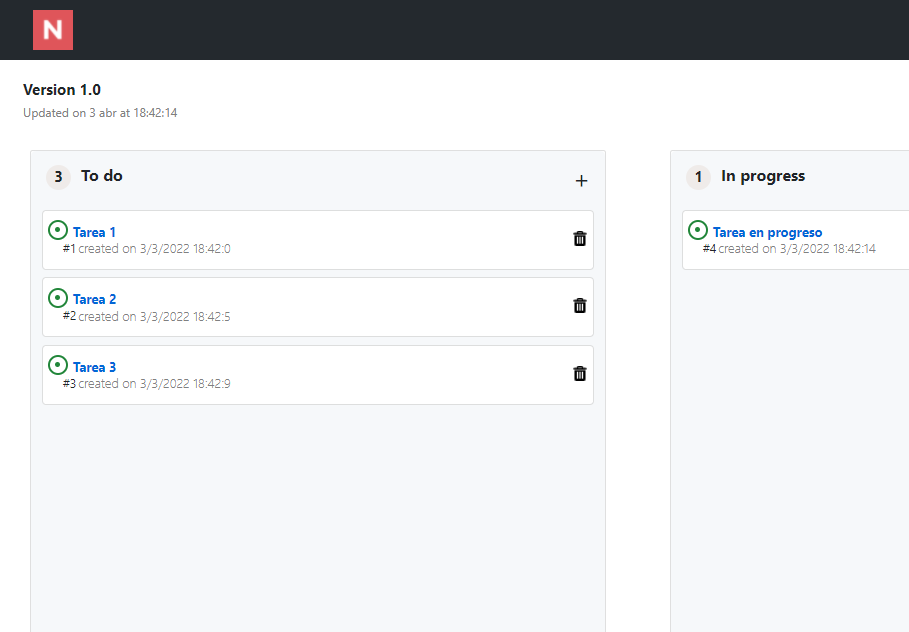 N
Version 1.0
Updated on 3 abr at 18:42:14
3 To do +
Tarea 1
#1 created on 3/3/2022 18:42:0
Tarea 2
#2 created on 3/3/2022 18:42:5
Tarea 3
#3 created on 3/3/2022 18:42:9
1 In progress
Tarea en progreso
#4 created on 3/3/2022 18:42:14